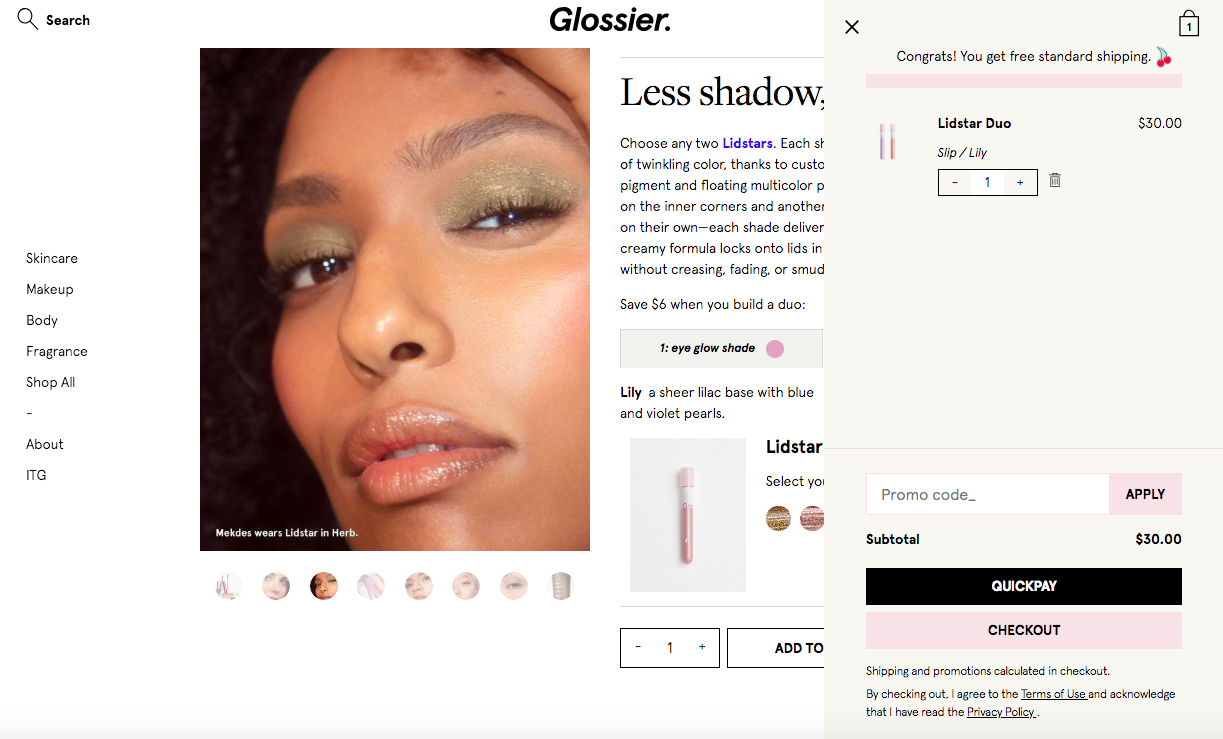 Search
Glossier.
1
Skincare
Makeup
Body
Fragrance
Shop All
-
About
ITG
Mekdes wears Lidstar in Herb.
Less shadow,
Choose any two Lidstars. Each sh
of twinkling color, thanks to custo
pigment and floating multicolor p
on the inner corners and another
on their own—each shade deliver
creamy formula locks onto lids in
without creasing, fading, or smud
Save $6 when you build a duo:
1: eye glow shade
Lily a sheer lilac base with blue
and violet pearls.
Lidstar
Select you
- 1 +
ADD TO
Congrats! You get free standard shipping.
Lidstar Duo $30.00
Slip / Lily
- 1 +
Promo code_ APPLY
Subtotal $30.00
QUICKPAY
CHECKOUT
Shipping and promotions calculated in checkout.
By checking out, I agree to the Terms of Use and acknowledge
that I have read the Privacy Policy .